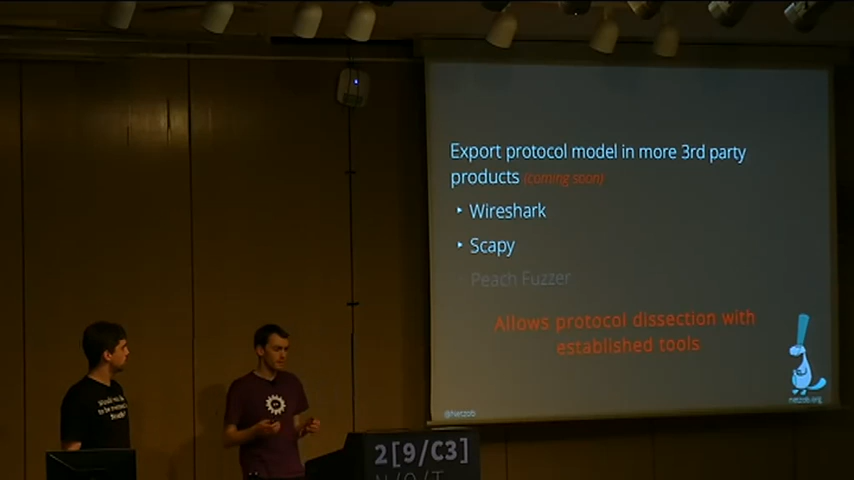 Export protocol model in more 3rd party
products (coming soon)
‣ Wireshark
‣ Scapy
Peach Fuzzer
Allows protocol dissection with
established tools
netzob.org
@Netzob
2[9/C3]
N/O/T